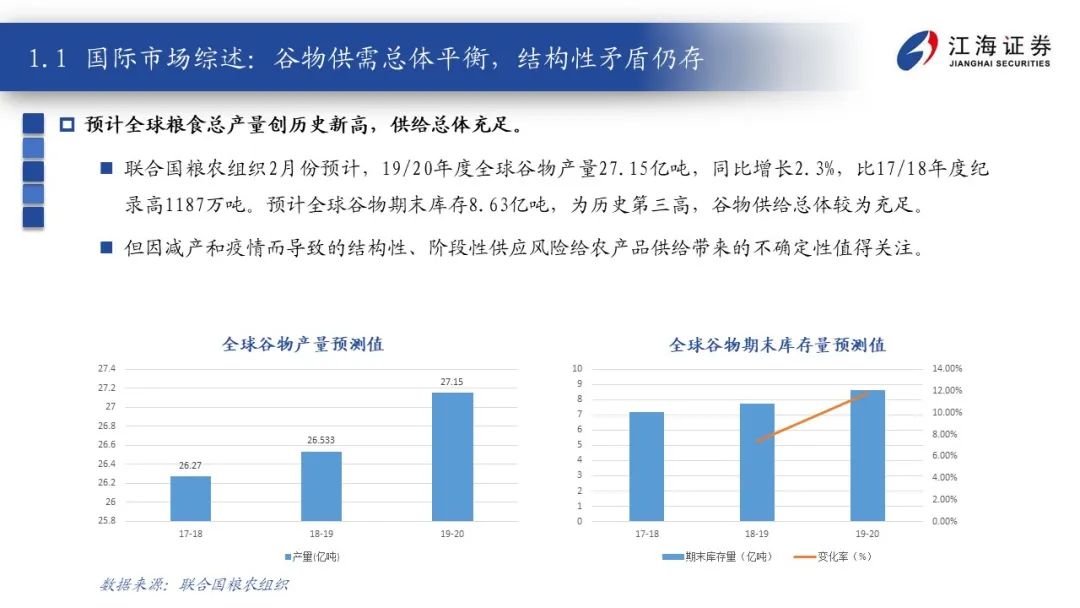 1.1 国际市场综述：谷物供需总体平衡，结构性矛盾仍存
江海证券
JIANGHAI SECURITIES
预计全球粮食总产量创历史新高，供给总体充足。
联合国粮农组织2月份预计，19/20年度全球谷物产量27.15亿吨，同比增长2.3%，比17/18年度纪
录高1187万吨。预计全球谷物期末库存8.63亿吨，为历史第三高，谷物供给总体较为充足。
但因减产和疫情而导致的结构性、阶段性供应风险给农产品供给带来的不确定性值得关注。
全球谷物产量预测值
27.4
27.2
27
26.8
26.6
26.4
26.2
26
25.8
26.27
26.533
27.15
17-18
18-19
19-20
产量(亿吨)
全球谷物期末库存量预测值
10
9
8
7
6
5
4
3
2
1
0
14.00%
12.00%
10.00%
8.00%
6.00%
4.00%
2.00%
0.00%
17-18
18-19
19-20
期末库存量（亿吨）
变化率（%）
数据来源：联合国粮农组织